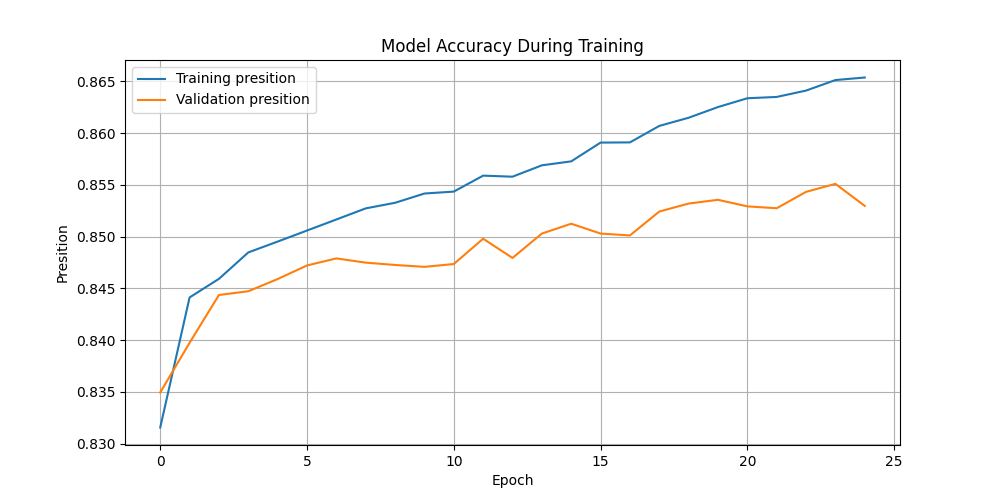 Model Accuracy During Training
Training presition
Validation presition
Presition
0.865
0.860
0.855
0.850
0.845
0.840
0.835
0.830
0 5 10 15 20 25
Epoch